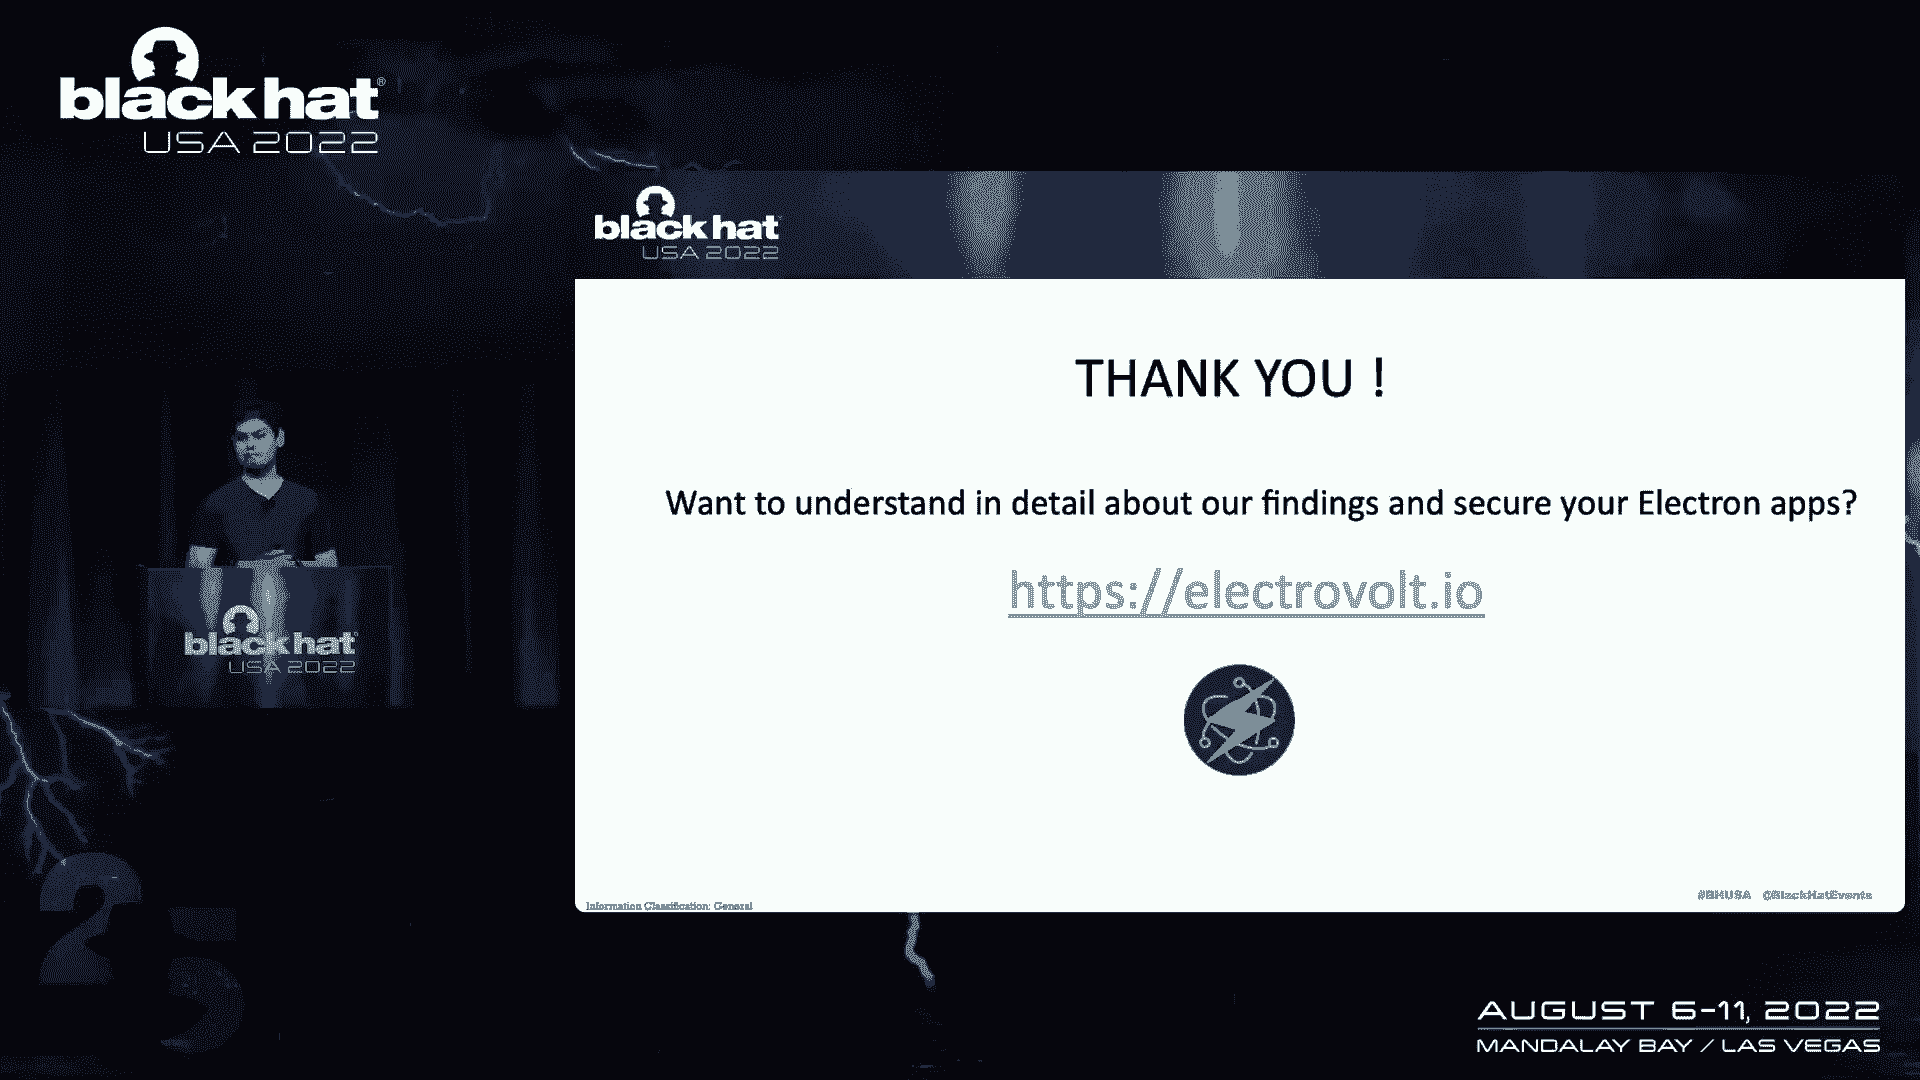 black hat®
USA 2022
black hat
USA 2022
THANK YOU !
Want to understand in detail about our findings and secure your Electron apps?
https://electrovolt.io
black hat
USA 2022
#BHUSA @BlackHatEvents
Information Classification: General
25
AUGUST 6-11, 2022
MANDALAY BAY / LAS VEGAS